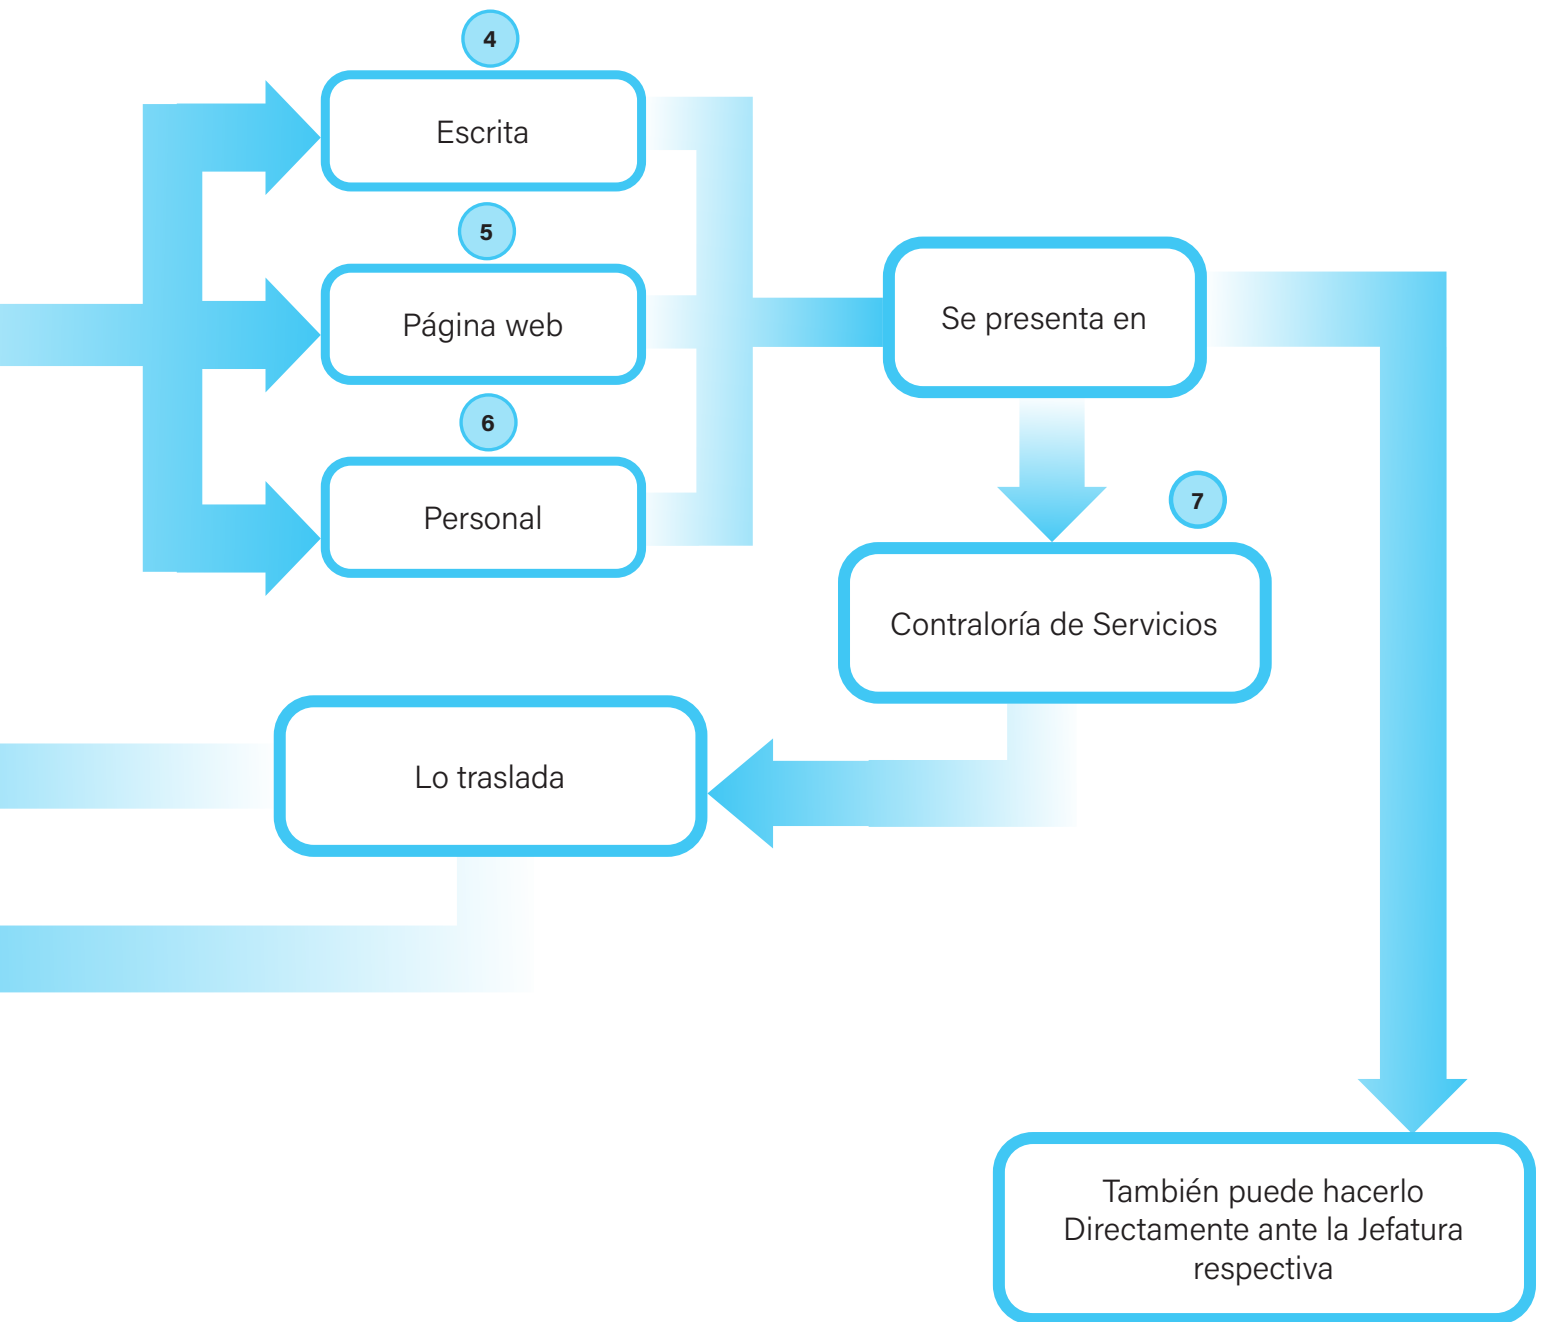 4
Escrita
5
Página web
6
Personal
Se presenta en
7
Contraloría de Servicios
Lo traslada
También puede hacerlo
Directamente ante la Jefatura
respectiva